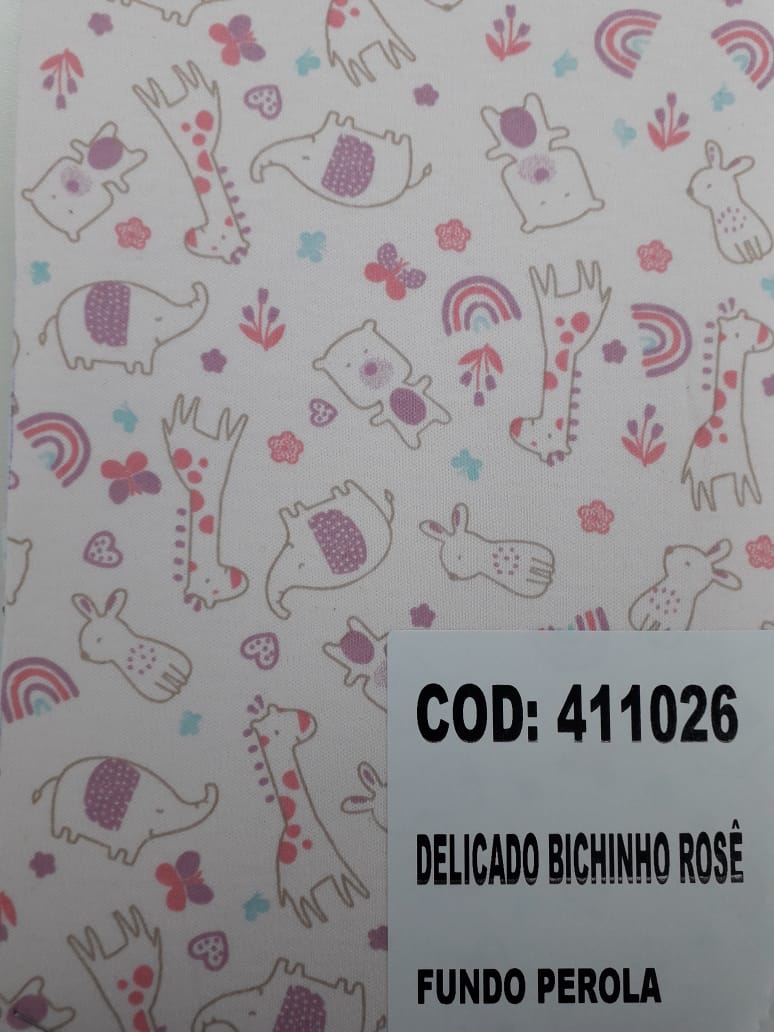 COD: 411026
DELICADO BICHINHO ROSÊ
FUNDO PEROLA